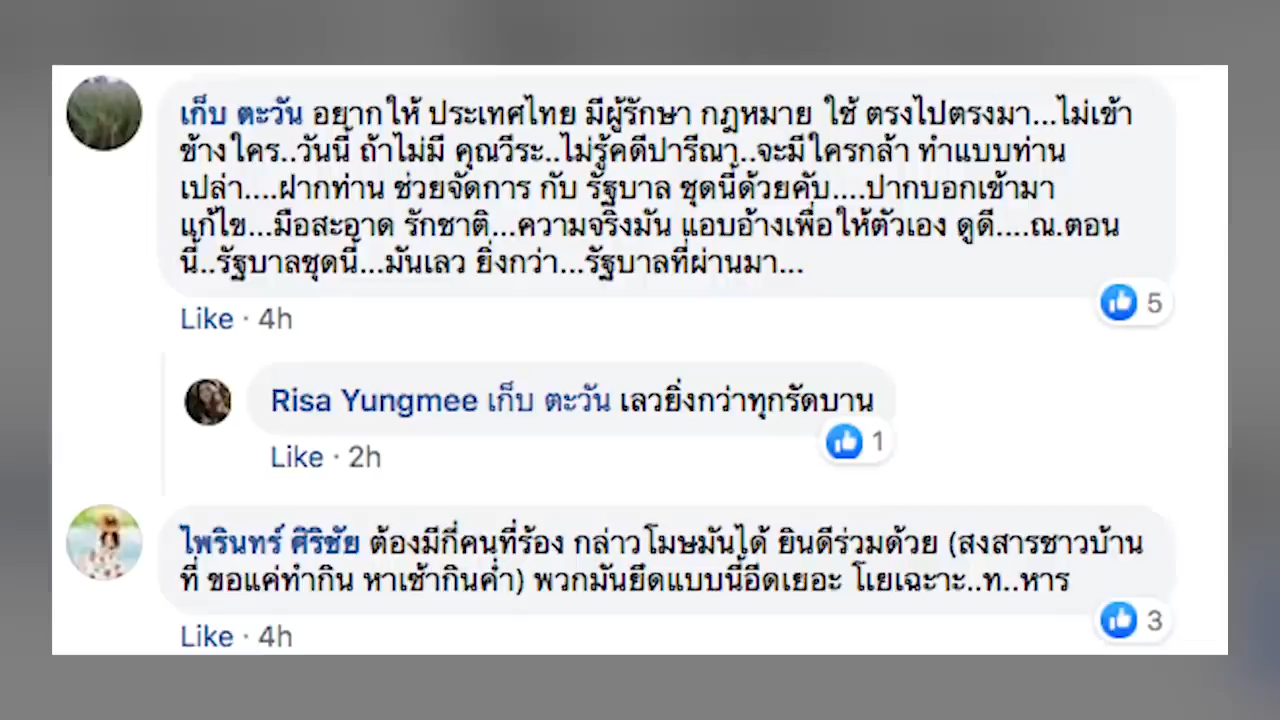 เก็บ ตะวัน อยากให้ ประเทศไทย มีผู้รักษา กฎหมาย ใช้ ตรงไปตรงมา...ไม่เข้า
ข้างใคร..วันนี้ ถ้าไม่มี คุณวีระ..ไม่รู้คดีปารีณา..จะมีใครกล้า ทำแบบท่าน
เปล่า....ฝากท่าน ช่วยจัดการ กับ รัฐบาล ชุดนี้ด้วยคับ....ปากบอกเข้ามา
แก้ไข...มือสะอาด รักชาติ...ความจริงมัน แอบอ้างเพื่อให้ตัวเอง ดูดี....ณ.ตอน
นี้..รัฐบาลชุดนี้...มันเลว ยิ่งกว่า...รัฐบาลที่ผ่านมา...
5
Like · 4h
Risa Yungmee เก็บ ตะวัน เลวยิ่งกว่าทุกรัดบาน
1
Like · 2h
ไพรินทร์ ศิริชัย ต้องมีกี่คนที่ร้อง กล่าวโมษมันได้ ยินดีร่วมด้วย (สงสารชาวบ้าน
ที่ ขอแค่ทำกิน หาเช้ากินค่ำ) พวกมันยึดแบบนี้อีดเยอะ โเยเฉะาะ..ท..หาร
3
Like · 4h